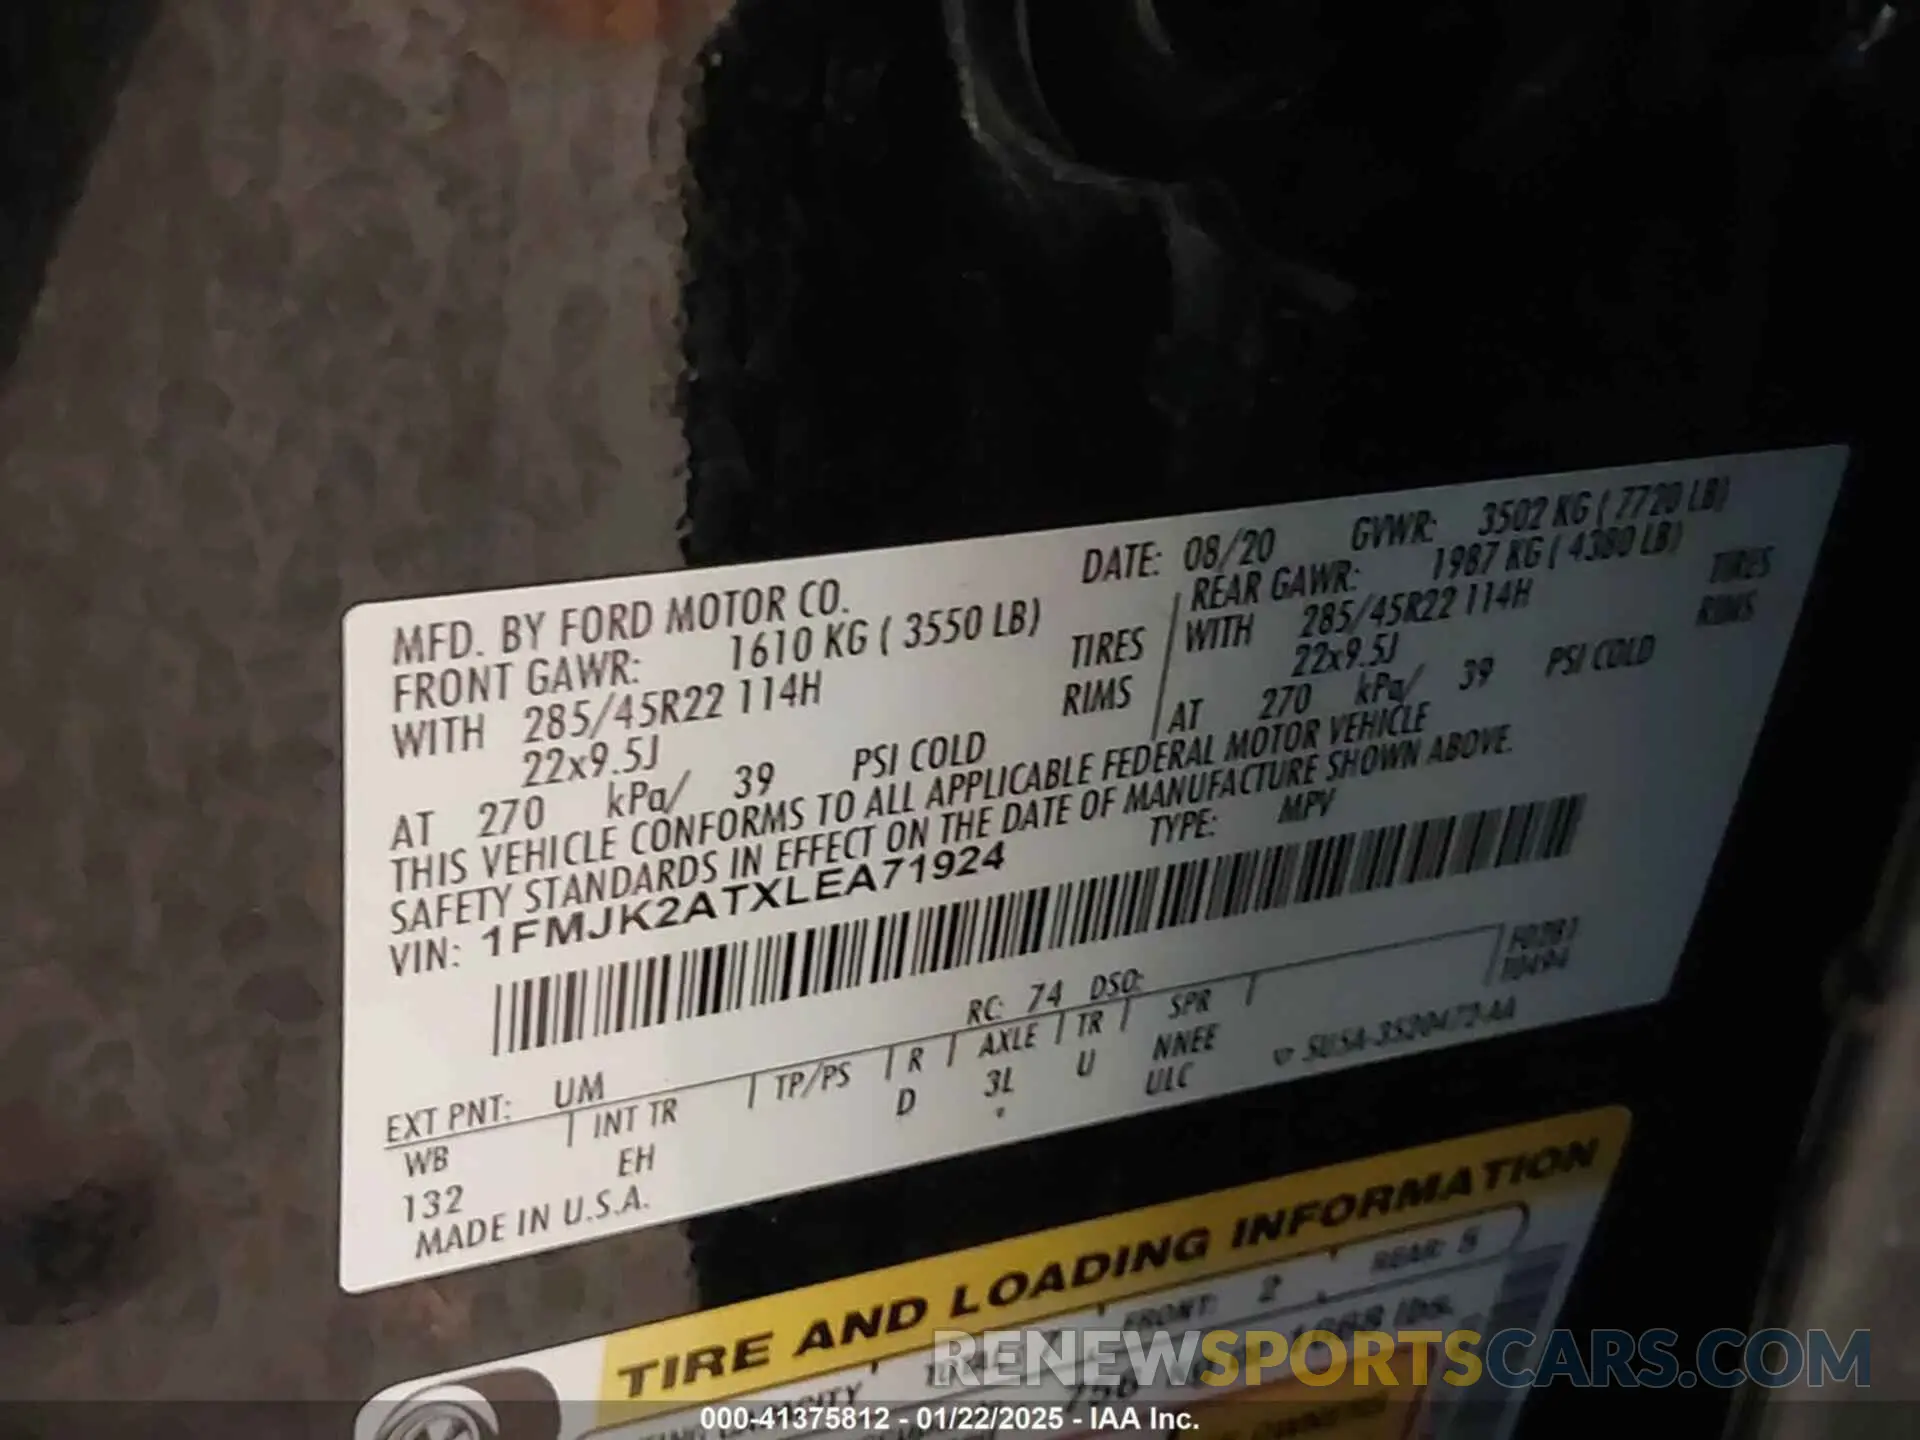 MFD. BY FORD MOTOR CO. DATE: 08/20 GVWR: 3502 KG ( 7720 LB)
FRONT GAWR: 1610 KG ( 3550 LB) REAR GAWR: 1987 KG ( 4380 LB)
WITH 285/45R22 114H TIRES WITH 285/45R22 114H TIRES
22x9.5J RIMS 22x9.5J RIMS
AT 270 kPa/ 39 PSI COLD AT 270 kPa/ 39 PSI COLD
THIS VEHICLE CONFORMS TO ALL APPLICABLE FEDERAL MOTOR VEHICLE
SAFETY STANDARDS IN EFFECT ON THE DATE OF MANUFACTURE SHOWN ABOVE.
VIN: 1FMJK2ATXLEA71924 TYPE: MPV
EXT PNT: UM RC: 74 DSO:
WB INT TR TP/PS R AXLE TR SPR
132 EH D 3L U NNEE
ULC
MADE IN U.S.A.
TIRE AND LOADING INFORMATION
FRONT: 2 REAR: 5
RENEWSPORTSCARS.COM
000-41375812 - 01/22/2025 - IAA Inc.